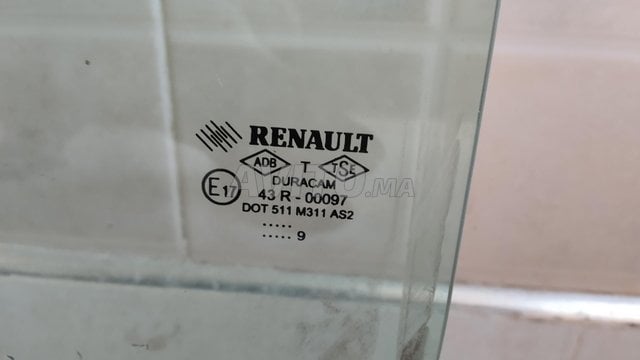 RENAULT
ADB T TSE
DURACAM
E17 43 R - 00097
DOT 511 M311 AS2
.....
..... 9